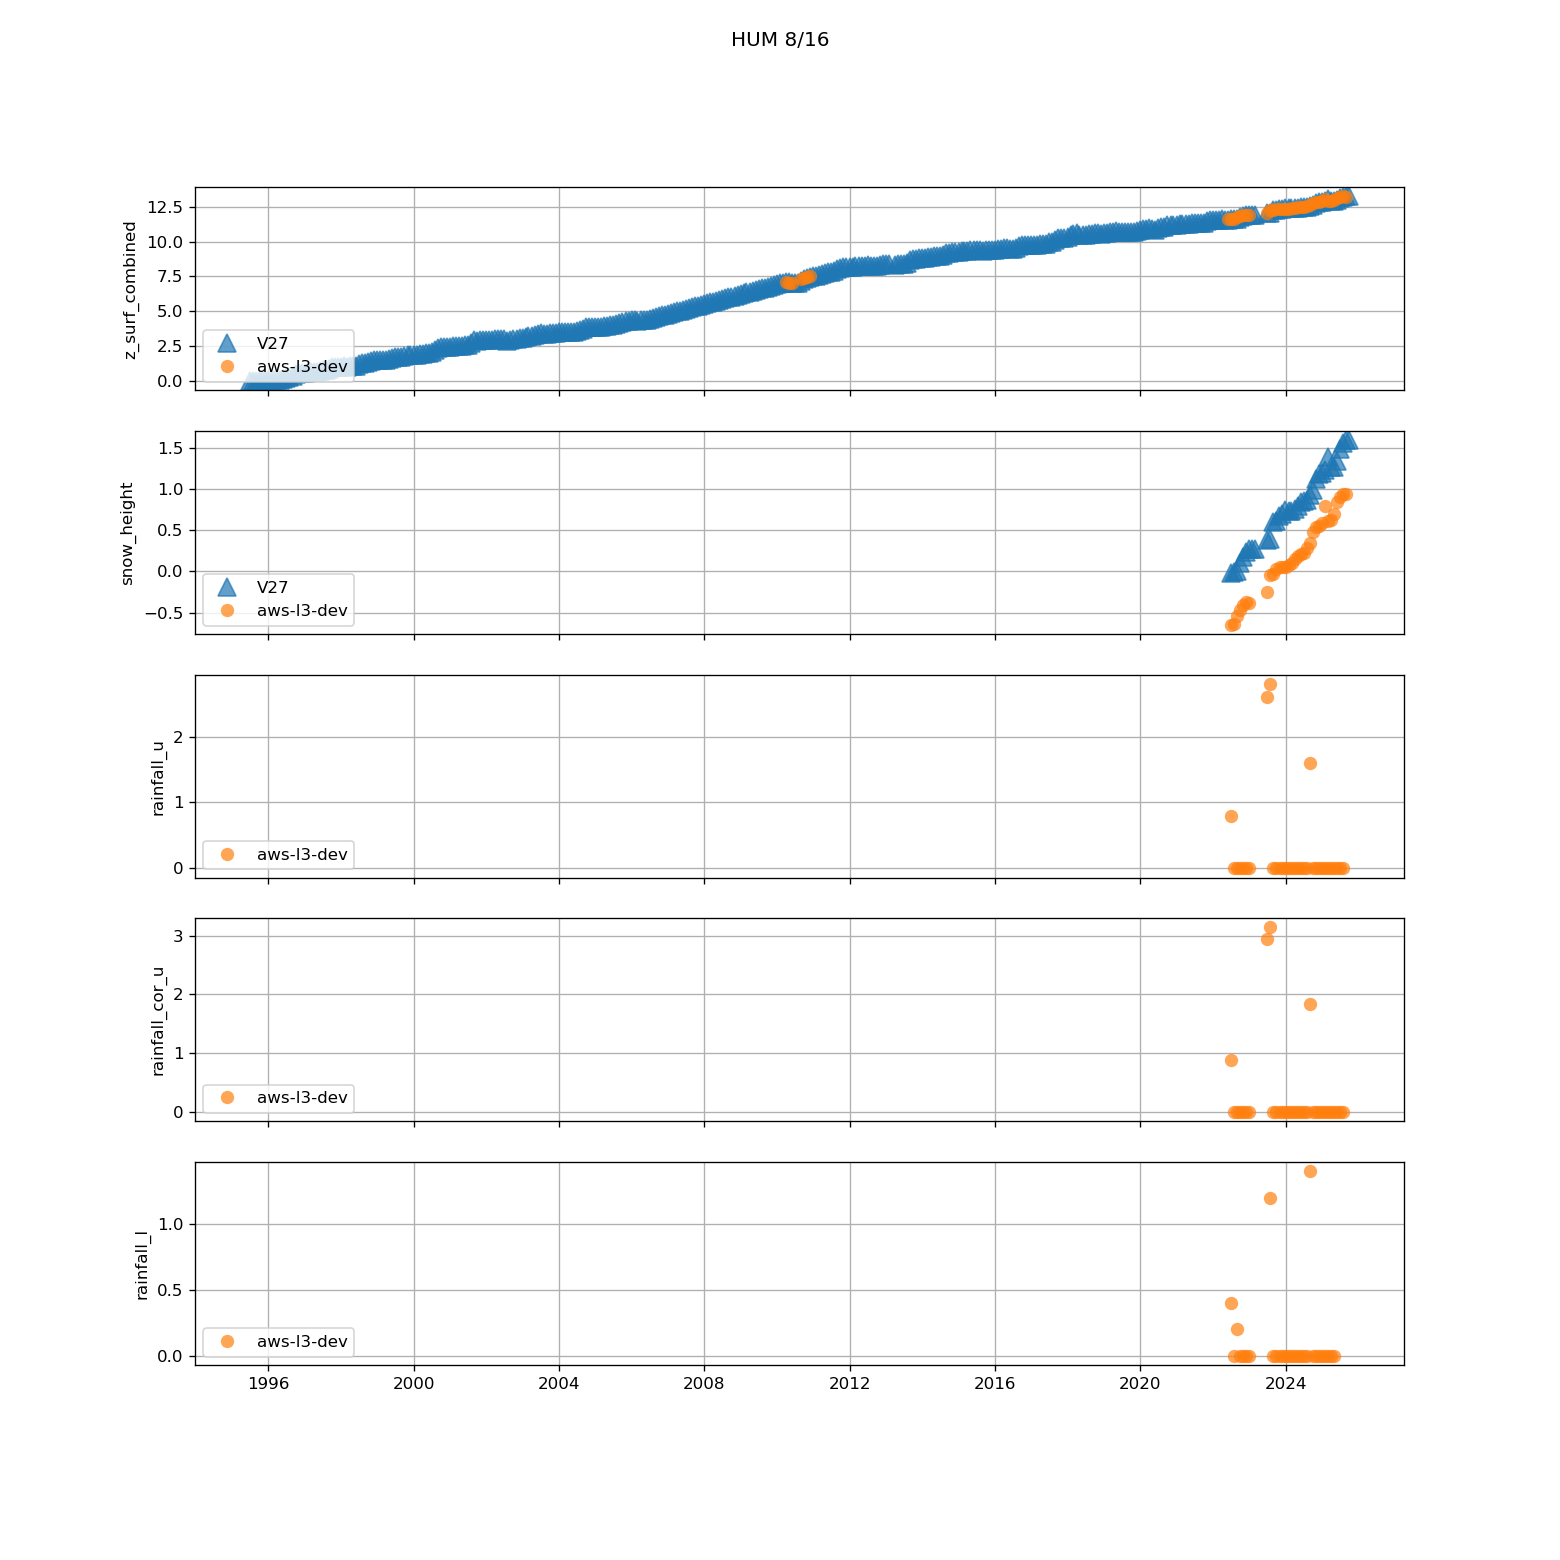 HUM 8/16
z_surf_combined
12.5
10.0
7.5
5.0
2.5
0.0
V27
aws-l3-dev
snow_height
1.5
1.0
0.5
0.0
−0.5
V27
aws-l3-dev
rainfall_u
2
1
0
aws-l3-dev
rainfall_cor_u
3
2
1
0
aws-l3-dev
rainfall_l
1.0
0.5
0.0
aws-l3-dev
1996 2000 2004 2008 2012 2016 2020 2024